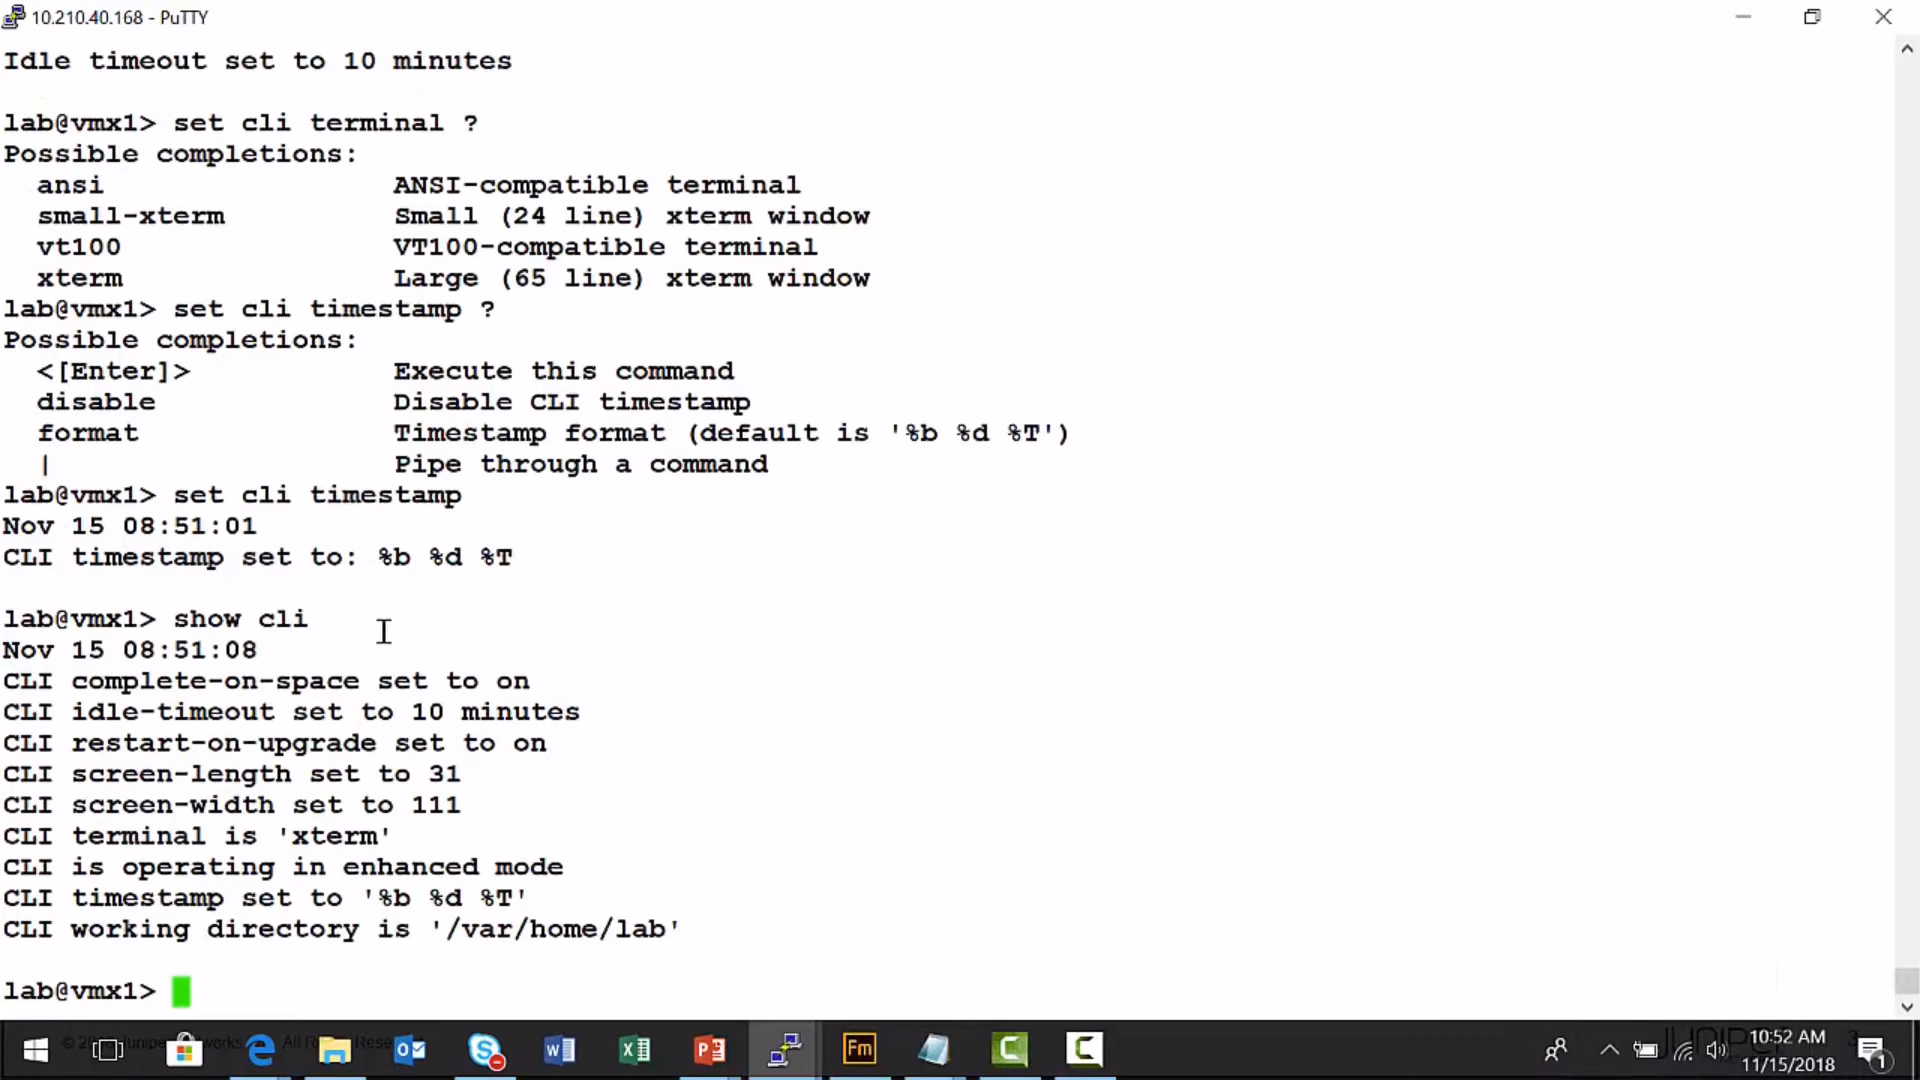 10.210.40.168 - PuTTY
Idle timeout set to 10 minutes
lab@vmx1> set cli terminal ?
Possible completions:
ansi ANSI-compatible terminal
small-xterm Small (24 line) xterm window
vt100 VT100-compatible terminal
xterm Large (65 line) xterm window
lab@vmx1> set cli timestamp ?
Possible completions:
<[Enter]> Execute this command
disable Disable CLI timestamp
format Timestamp format (default is '%b %d %T')
| Pipe through a command
lab@vmx1> set cli timestamp
Nov 15 08:51:01
CLI timestamp set to: %b %d %T
lab@vmx1> show cli
Nov 15 08:51:08
CLI complete-on-space set to on
CLI idle-timeout set to 10 minutes
CLI restart-on-upgrade set to on
CLI screen-length set to 31
CLI screen-width set to 111
CLI terminal is 'xterm'
CLI is operating in enhanced mode
CLI timestamp set to '%b %d %T'
CLI working directory is '/var/home/lab'
lab@vmx1>
10:52 AM
11/15/2018